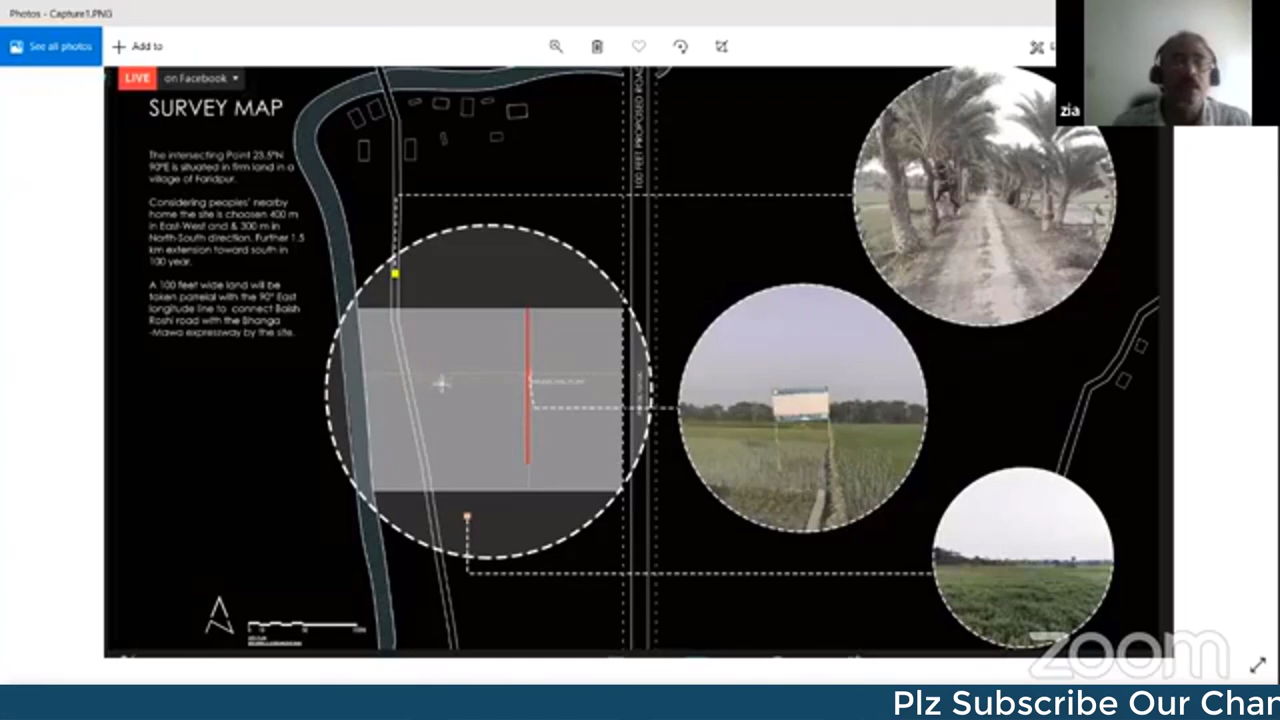 Photos - Capture1.PNG
See all photos
Add to
LIVE on Facebook
SURVEY MAP
The intersecting Point 23.5°N
90°E is situated in firm land in a
village of Faridpur.
Considering peoples' nearby
home the site is choosen 400 m
in East-West and & 300 m in
North-South direction. Further 1.5
km extension toward south in
100 year.
A 100 feet wide land will be
taken parrelal with the 90° East
longitude line to connect Baish
Roshi road with the Bhanga
-Mawa expressway by the site.
100 FEET PROPOSED ROAD
zia
zoom
Plz Subscribe Our Chan